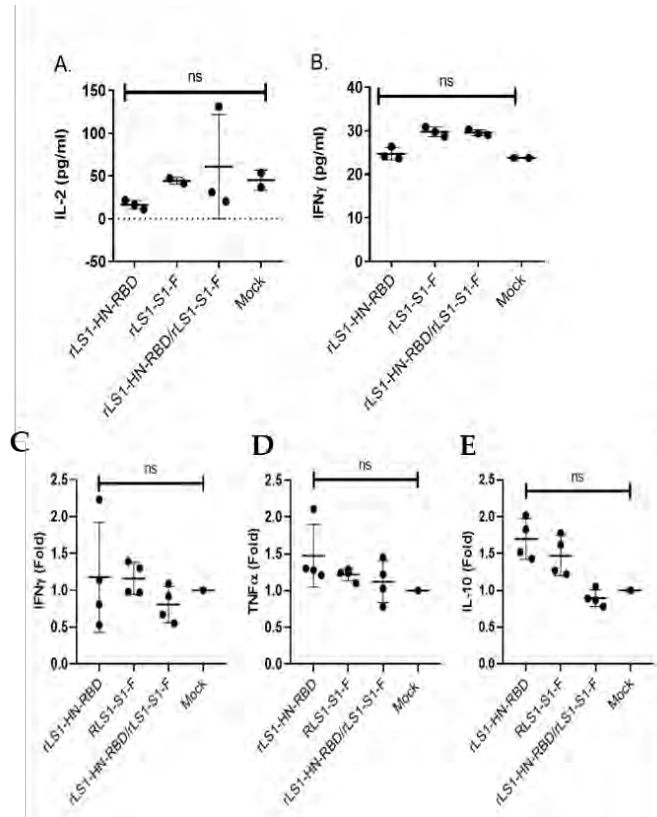 A.
ns
IL-2 (pg/ml)
150
100
50
0
-50
rLS1-HN-RBD
rLS1-S1-F
rLS1-HN-RBD/rLS1-S1-F
Mock
B.
ns
IFNγ (pg/ml)
40
30
20
10
0
rLS1-HN-RBD
rLS1-S1-F
rLS1-HN-RBD/rLS1-S1-F
Mock
C
ns
IFNγ (Fold)
2.5
2.0
1.5
1.0
0.5
0.0
rLS1-HN-RBD
RLS1-S1-F
rLS1-HN-RBD/rLS1-S1-F
Mock
D
ns
TNFα (Fold)
2.5
2.0
1.5
1.0
0.5
0.0
rLS1-HN-RBD
RLS1-S1-F
rLS1-HN-RBD/rLS1-S1-F
Mock
E
ns
IL-10 (Fold)
2.5
2.0
1.5
1.0
0.5
0.0
rLS1-HN-RBD
RLS1-S1-F
rLS1-HN-RBD/rLS1-S1-F
Mock